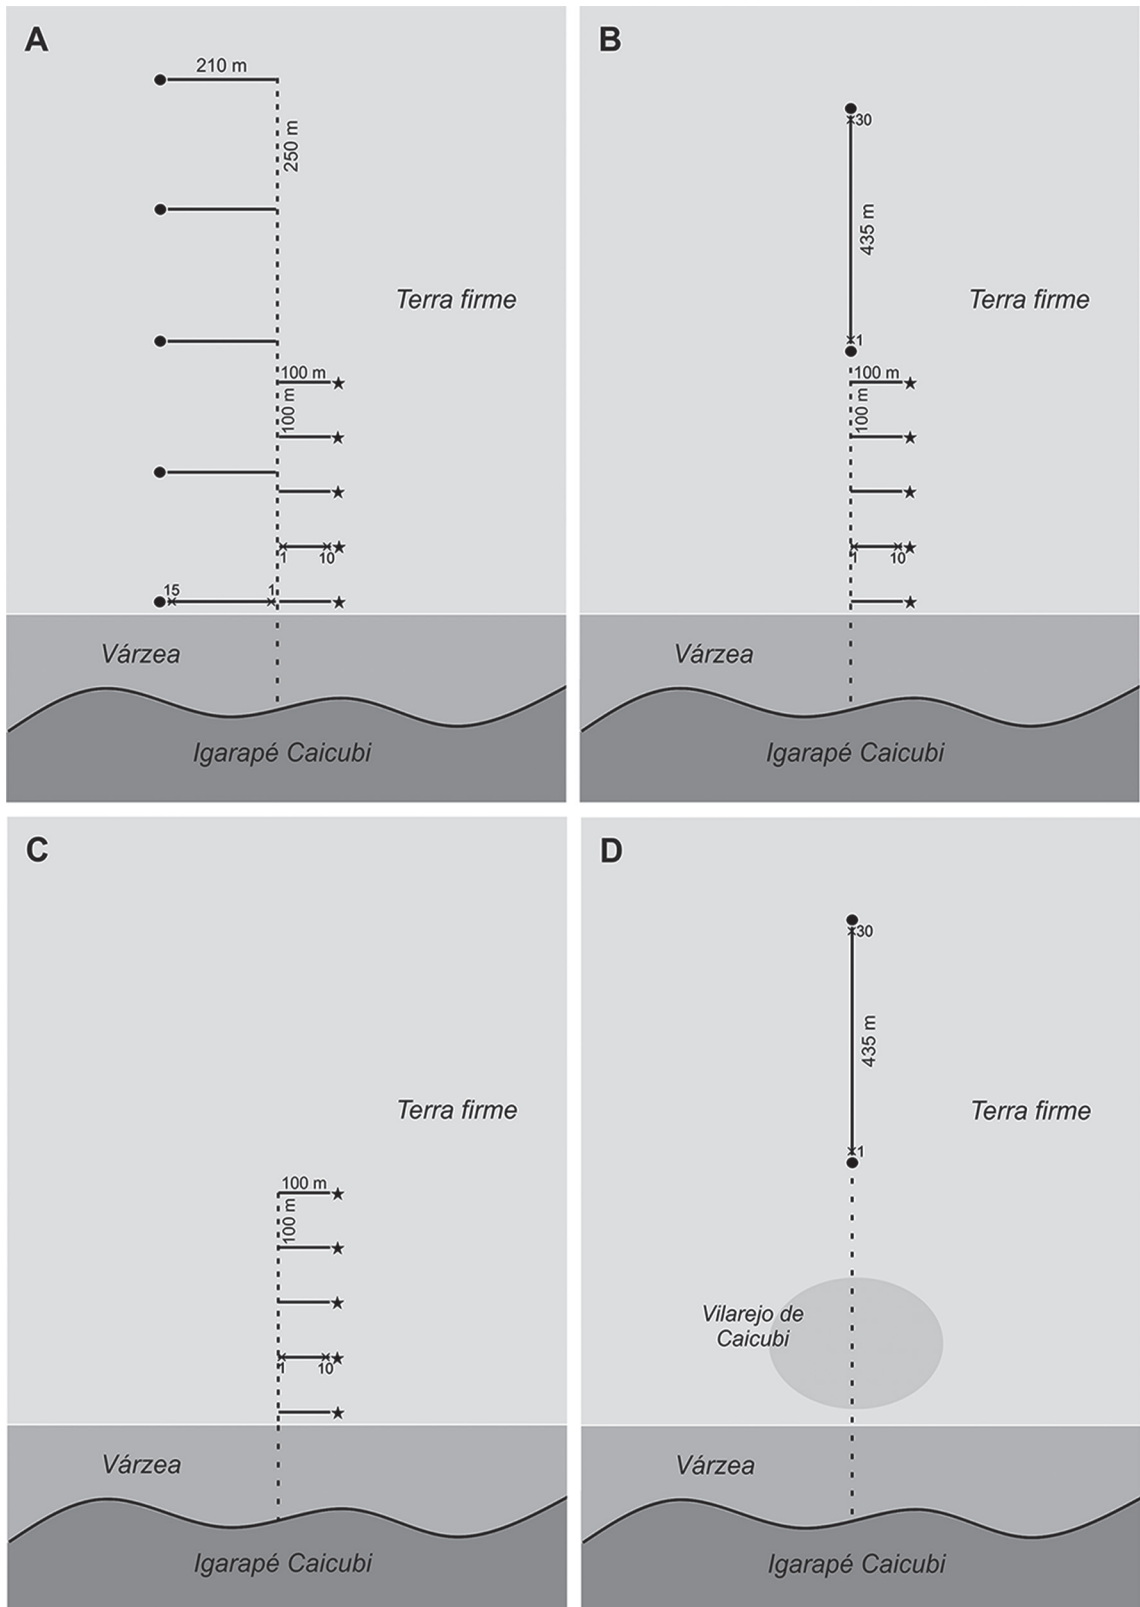 A
210 m
250 m
Terra firme
100 m
100 m
1 10
15 1
Várzea
Igarapé Caicubi
B
30
435 m
Terra firme
1
100 m
100 m
1 10
Várzea
Igarapé Caicubi
C
Terra firme
100 m
100 m
1 10
Várzea
Igarapé Caicubi
D
30
435 m
Terra firme
1
Vilarejo de
Caicubi
Várzea
Igarapé Caicubi